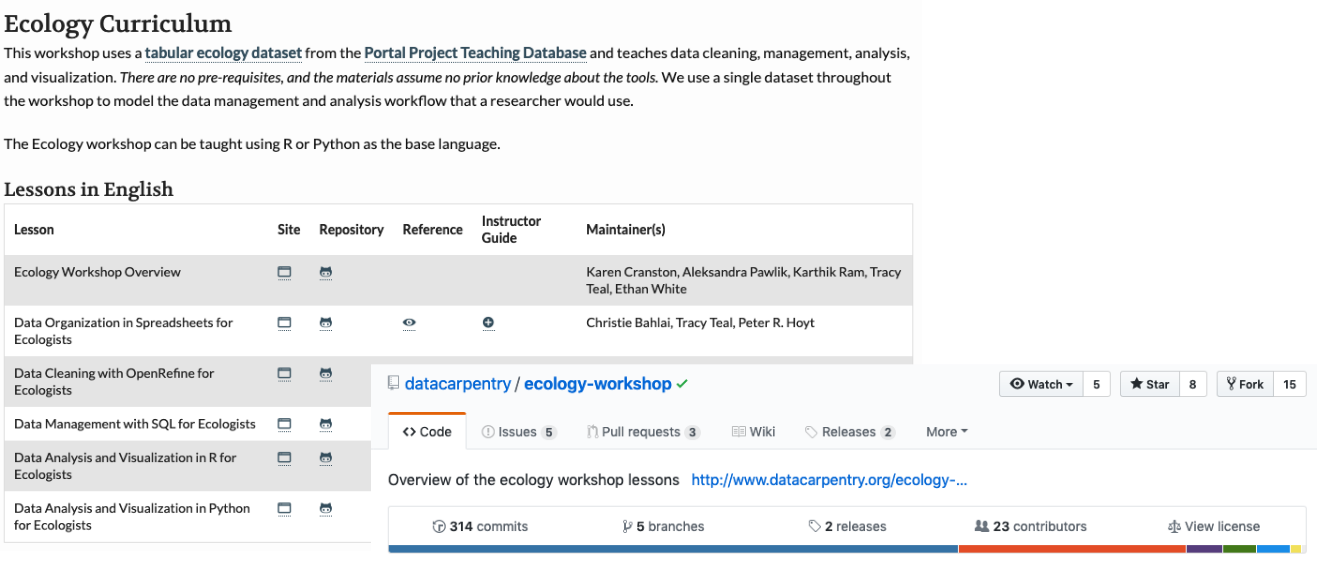 Ecology Curriculum
This workshop uses a tabular ecology dataset from the Portal Project Teaching Database and teaches data cleaning, management, analysis,
and visualization. There are no pre-requisites, and the materials assume no prior knowledge about the tools. We use a single dataset throughout
the workshop to model the data management and analysis workflow that a researcher would use.
The Ecology workshop can be taught using R or Python as the base language.
Lessons in English
Lesson Site Repository Reference Instructor Guide Maintainer(s)
Ecology Workshop Overview Karen Cranston, Aleksandra Pawlik, Karthik Ram, Tracy
Teal, Ethan White
Data Organization in Spreadsheets for Christie Bahlai, Tracy Teal, Peter R. Hoyt
Ecologists
Data Cleaning with OpenRefine for
Ecologists
Data Management with SQL for Ecologists
Data Analysis and Visualization in R for
Ecologists
Data Analysis and Visualization in Python
for Ecologists
datacarpentry / ecology-workshop
Watch 5 Star 8 Fork 15
Code Issues 5 Pull requests 3 Wiki Releases 2 More
Overview of the ecology workshop lessons http://www.datacarpentry.org/ecology-...
314 commits 5 branches 2 releases 23 contributors View license